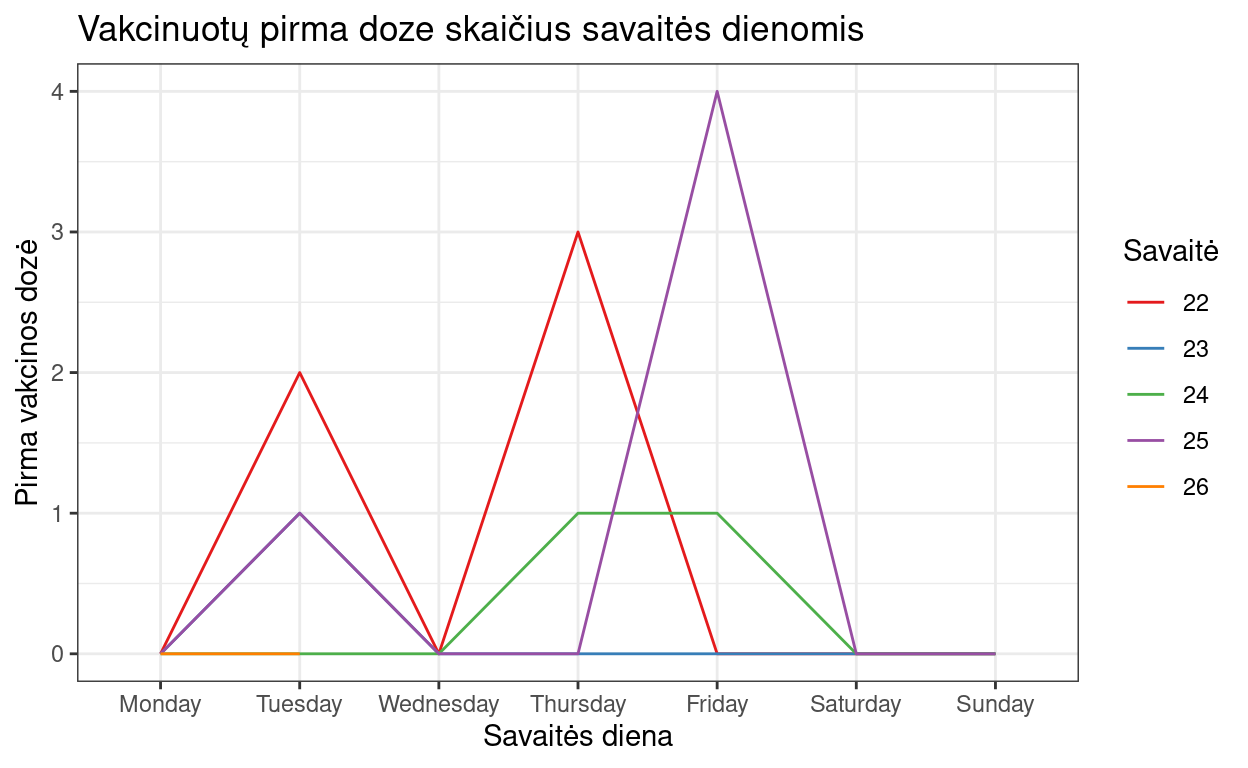 Vakcinuotų pirma doze skaičius savaitės dienomis
Pirma vakcinos dozė
4
3
2
1
0
Monday Tuesday Wednesday Thursday Friday Saturday Sunday
Savaitės diena
Savaitė
22
23
24
25
26